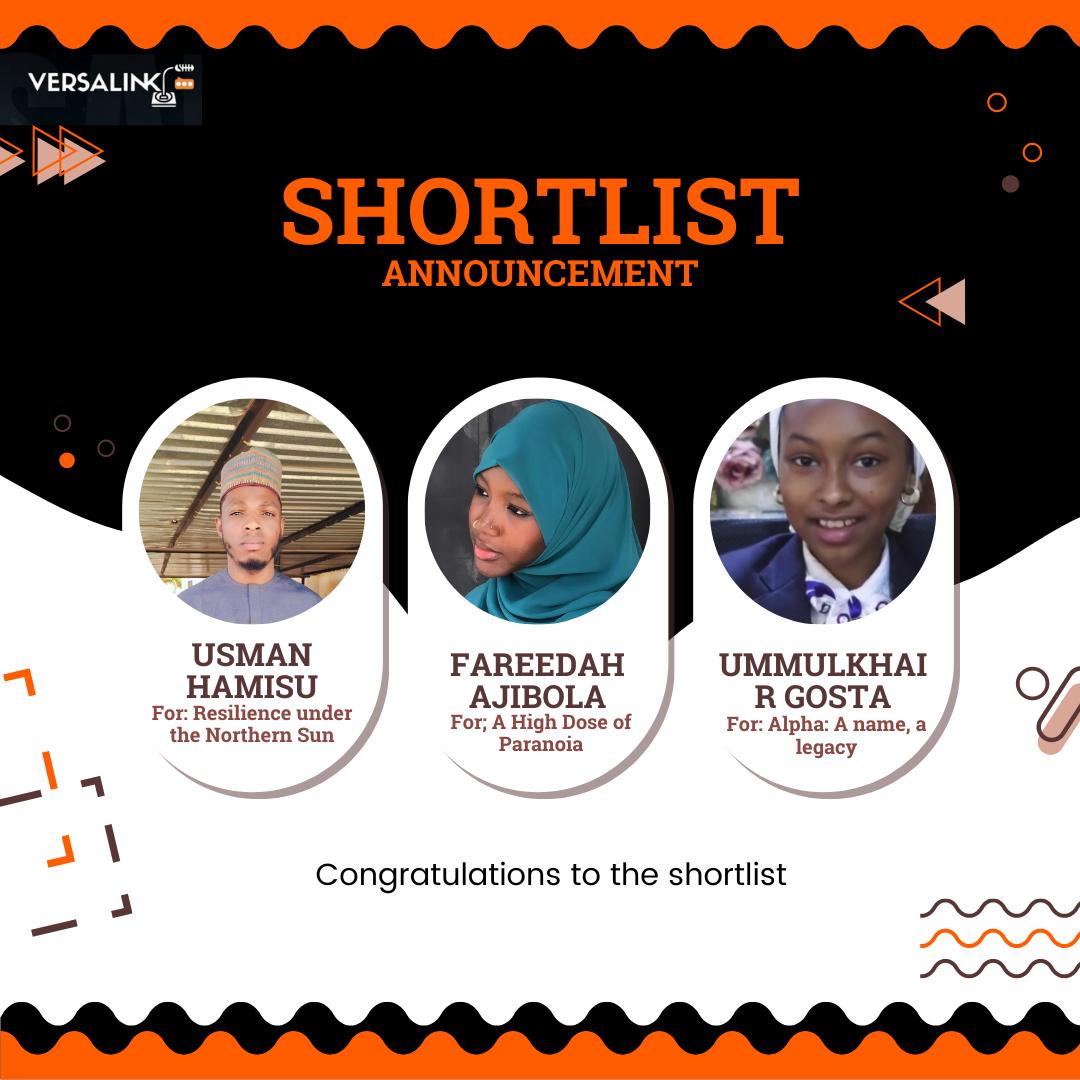 VERSALINK
SHORTLIST
ANNOUNCEMENT
USMAN
HAMISU
For: Resilience under
the Northern Sun
FAREEDAH
AJIBOLA
For; A High Dose of
Paranoia
UMMULKHAI
R GOSTA
For: Alpha: A name, a
legacy
Congratulations to the shortlist